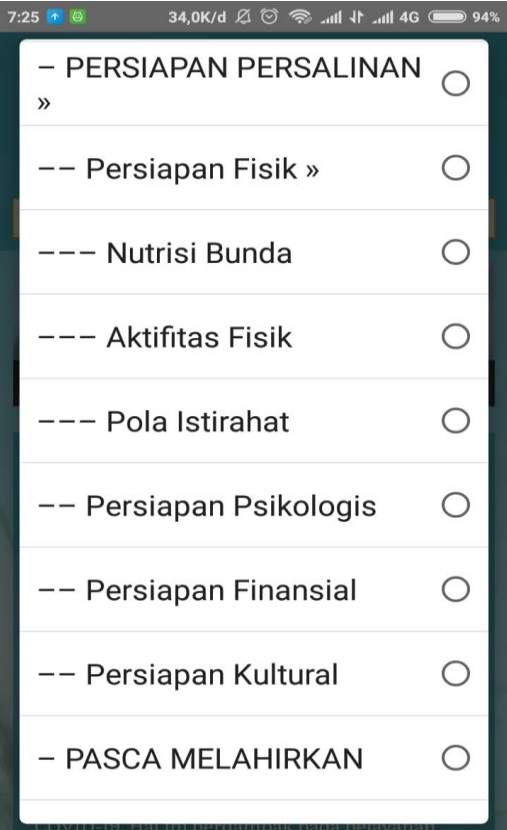 7:25 34,0K/d 4G 94%
– PERSIAPAN PERSALINAN
»
–– Persiapan Fisik »
––– Nutrisi Bunda
––– Aktifitas Fisik
––– Pola Istirahat
–– Persiapan Psikologis
–– Persiapan Finansial
–– Persiapan Kultural
– PASCA MELAHIRKAN